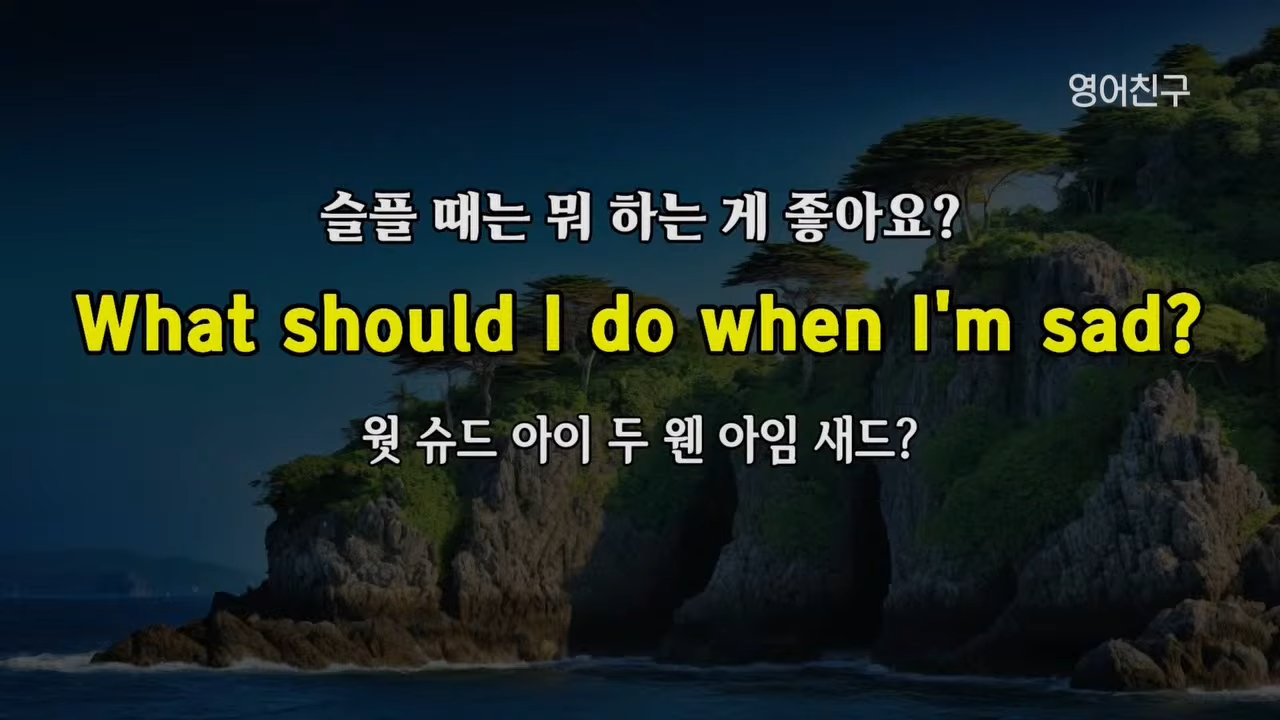 영어친구
슬플 때는 뭐 하는 게 좋아요?
What should I do when I'm sad?
웟 슈드 아이 두 웬 아임 새드?